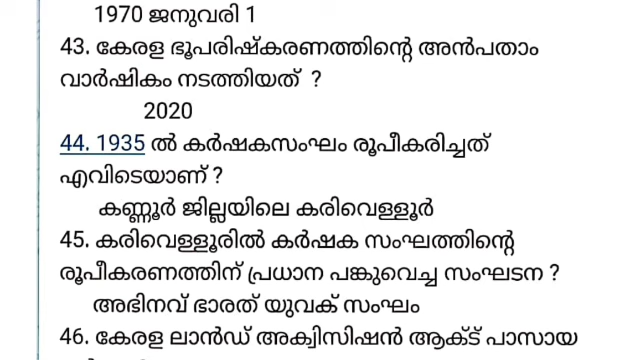 1970 ജനുവരി 1
43. കേരള ഭൂപരിഷ്കരണത്തിന്റെ അൻപതാം
വാർഷികം നടത്തിയത് ?
2020
44. 1935 ൽ കർഷകസംഘം രൂപീകരിച്ചത്
എവിടെയാണ് ?
കണ്ണൂർ ജില്ലയിലെ കരിവെള്ളൂർ
45. കരിവെള്ളൂരിൽ കർഷക സംഘത്തിന്റെ
രൂപീകരണത്തിന് പ്രധാന പങ്കുവെച്ച സംഘടന ?
അഭിനവ് ഭാരത് യുവക് സംഘം
46. കേരള ലാൻഡ് അക്വിസിഷൻ ആക്ട് പാസായ